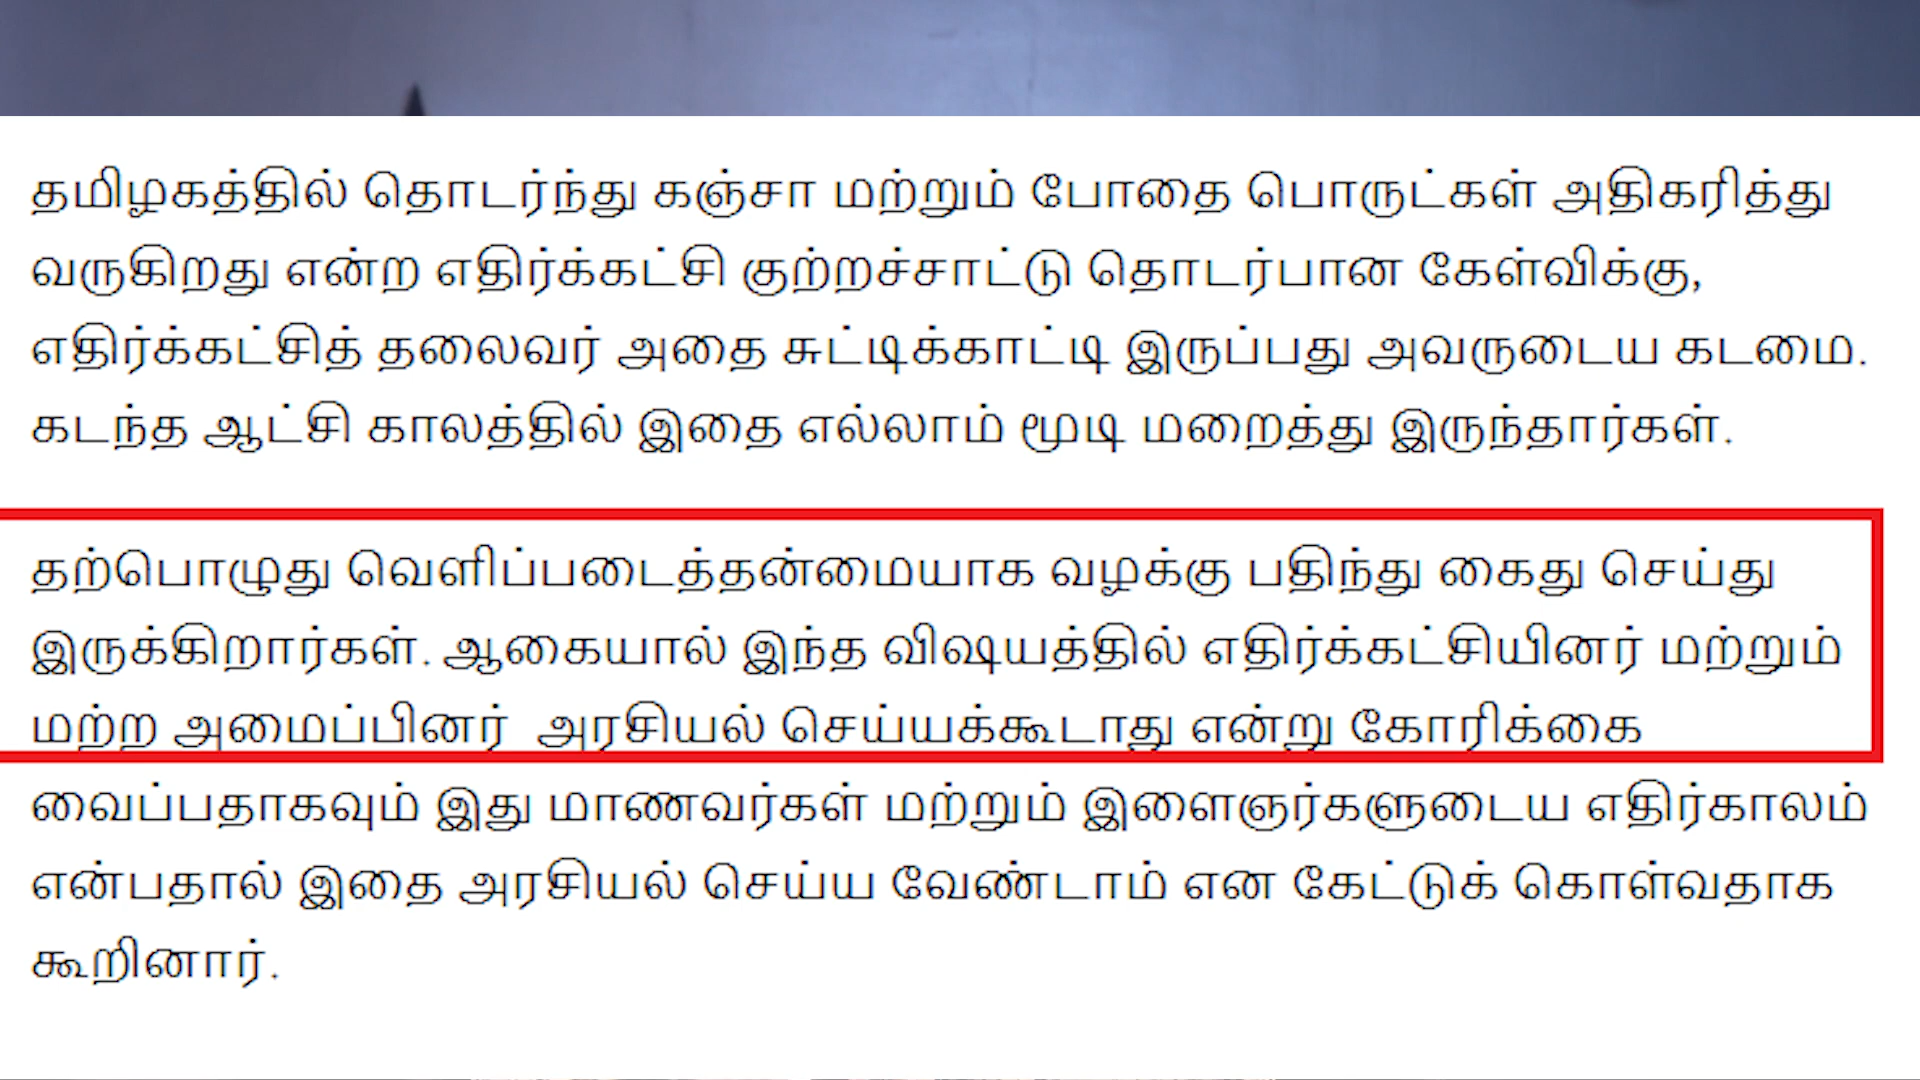 தமிழகத்தில் தொடர்ந்து கஞ்சா மற்றும் போதை பொருட்கள் அதிகரித்து
வருகிறது என்ற எதிர்க்கட்சி குற்றச்சாட்டு தொடர்பான கேள்விக்கு,
எதிர்க்கட்சித் தலைவர் அதை சுட்டிக்காட்டி இருப்பது அவருடைய கடமை.
கடந்த ஆட்சி காலத்தில் இதை எல்லாம் மூடி மறைத்து இருந்தார்கள்.
தற்பொழுது வெளிப்படைத்தன்மையாக வழக்கு பதிந்து கைது செய்து
இருக்கிறார்கள். ஆகையால் இந்த விஷயத்தில் எதிர்க்கட்சியினர் மற்றும்
மற்ற அமைப்பினர் அரசியல் செய்யக்கூடாது என்று கோரிக்கை
வைப்பதாகவும் இது மாணவர்கள் மற்றும் இளைஞர்களுடைய எதிர்காலம்
என்பதால் இதை அரசியல் செய்ய வேண்டாம் என கேட்டுக் கொள்வதாக
கூறினார்.